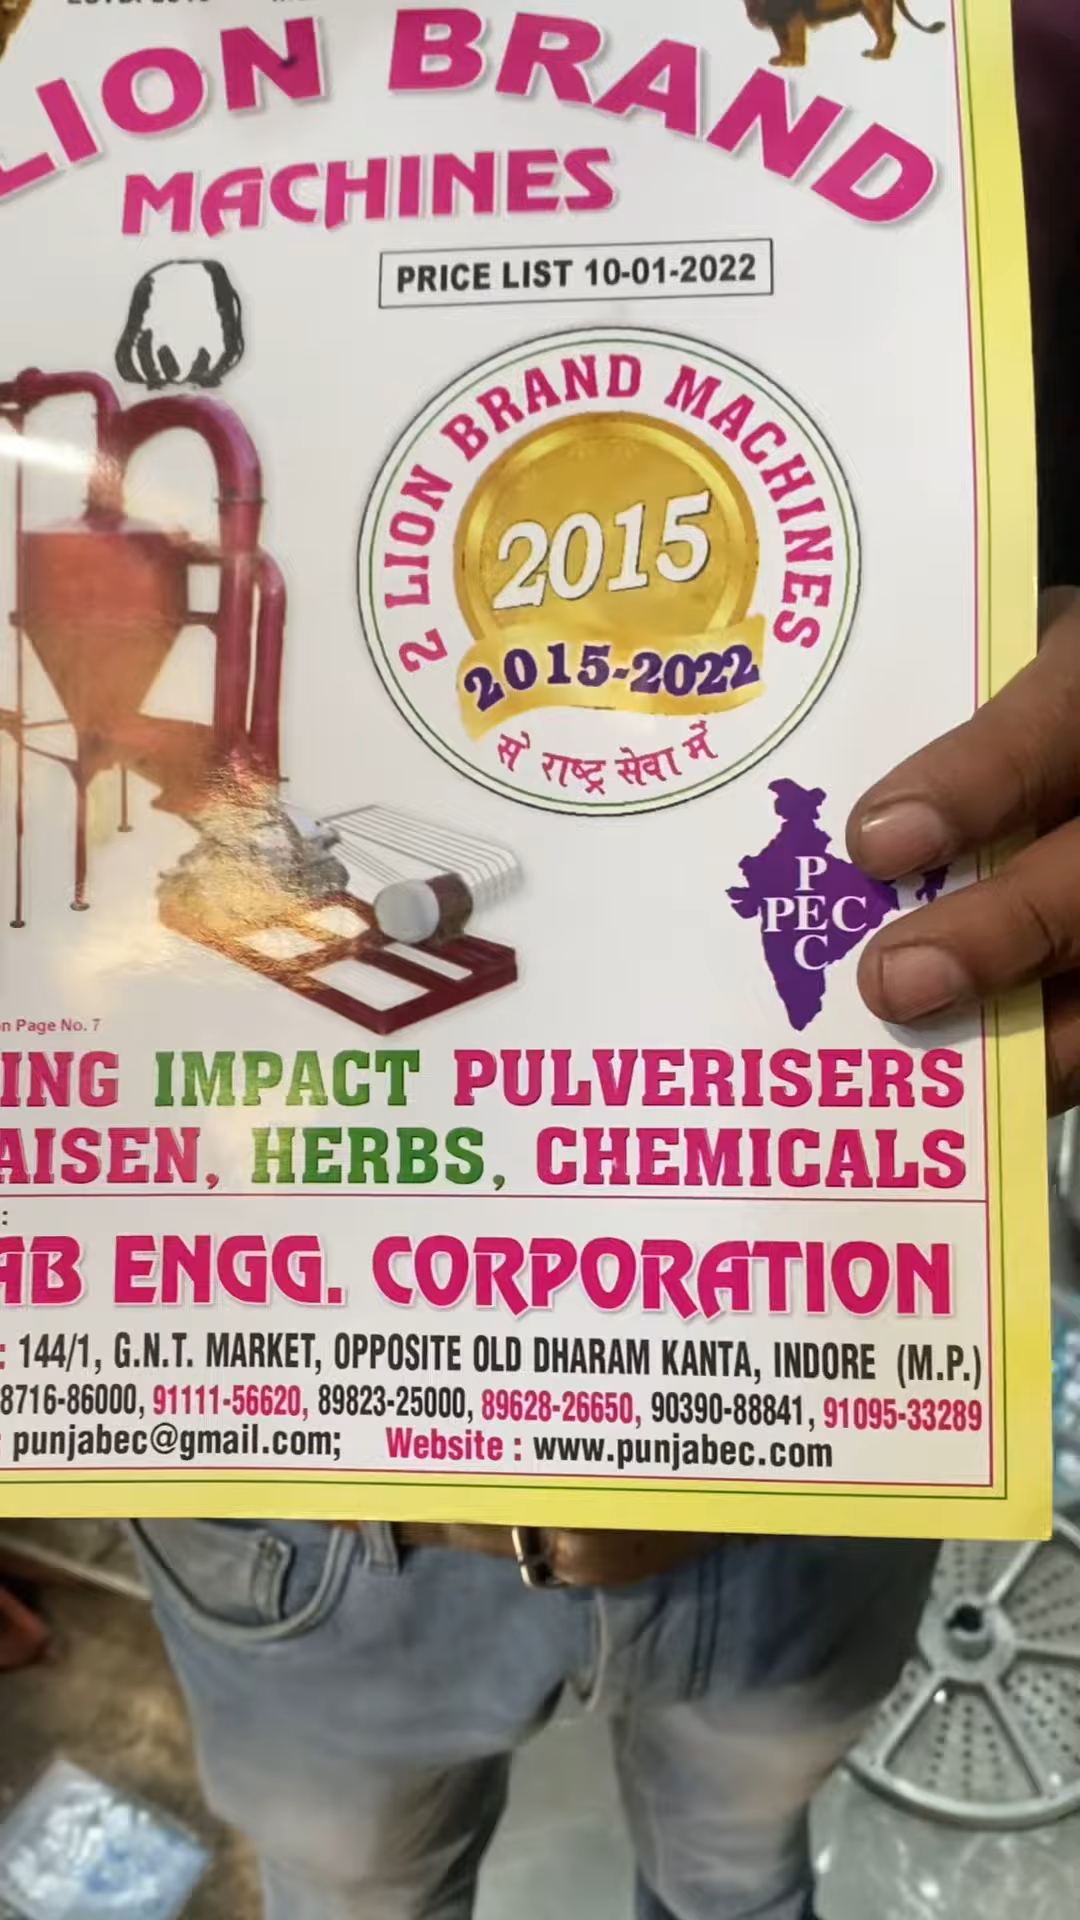 LION BRAND
MACHINES
PRICE LIST 10-01-2022
2 LION BRAND MACHINES
2015
2015-2022
से राष्ट्र सेवा में
P
PEC
C
n Page No. 7
ING IMPACT PULVERISERS
AISEN, HERBS, CHEMICALS
:
AB ENGG. CORPORATION
: 144/1, G.N.T. MARKET, OPPOSITE OLD DHARAM KANTA, INDORE (M.P.)
8716-86000, 91111-56620, 89823-25000, 89628-26650, 90390-88841, 91095-33289
punjabec@gmail.com; Website : www.punjabec.com